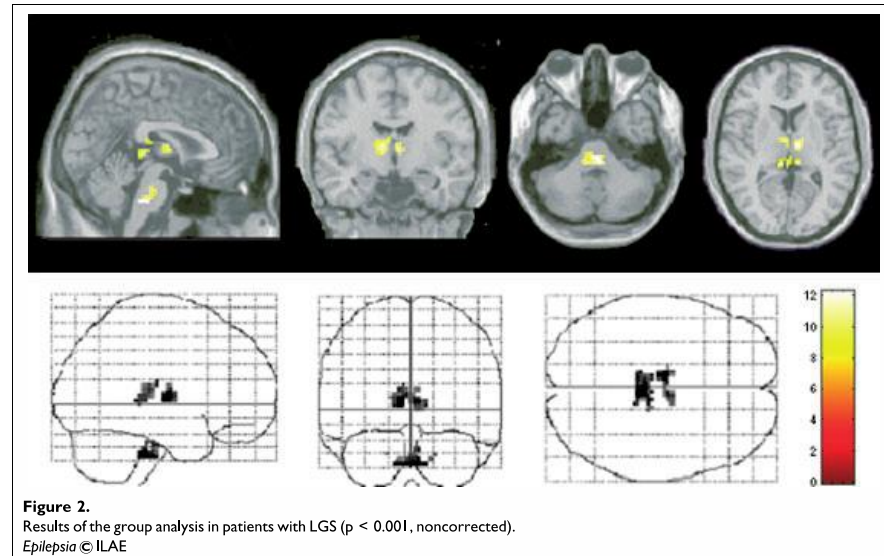 12
10
8
6
4
2
0
Figure 2.
Results of the group analysis in patients with LGS (p < 0.001, noncorrected).
Epilepsia © ILAE